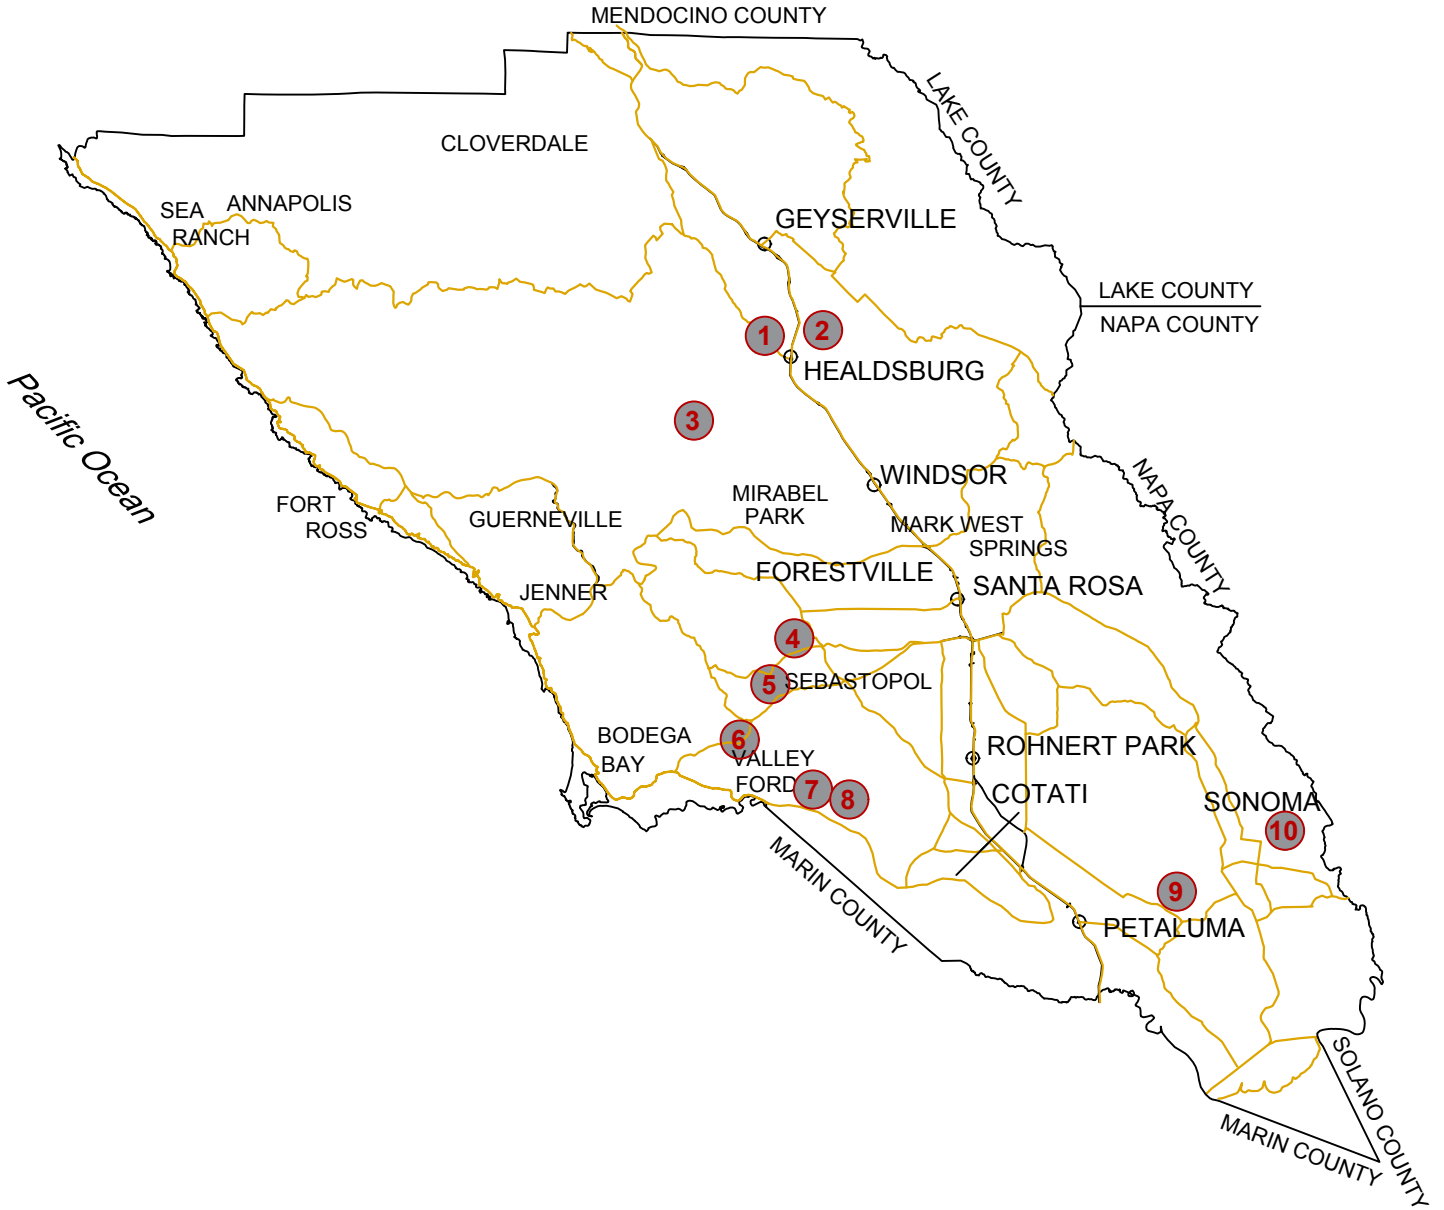 MENDOCINO COUNTY
LAKE COUNTY
CLOVERDALE
SEA
RANCH
ANNAPOLIS
GEYSERVILLE
LAKE COUNTY
NAPA COUNTY
1
2
HEALDSBURG
Pacific Ocean
3
WINDSOR
NAPA COUNTY
MIRABEL
PARK
FORT
ROSS
GUERNEVILLE
MARK WEST
SPRINGS
FORESTVILLE
SANTA ROSA
JENNER
4
5
SEBASTOPOL
6
BODEGA
BAY
VALLEY
FORD
ROHNERT PARK
7
8
COTATI
SONOMA
10
MARIN COUNTY
9
PETALUMA
SOLANO COUNTY
MARIN COUNTY